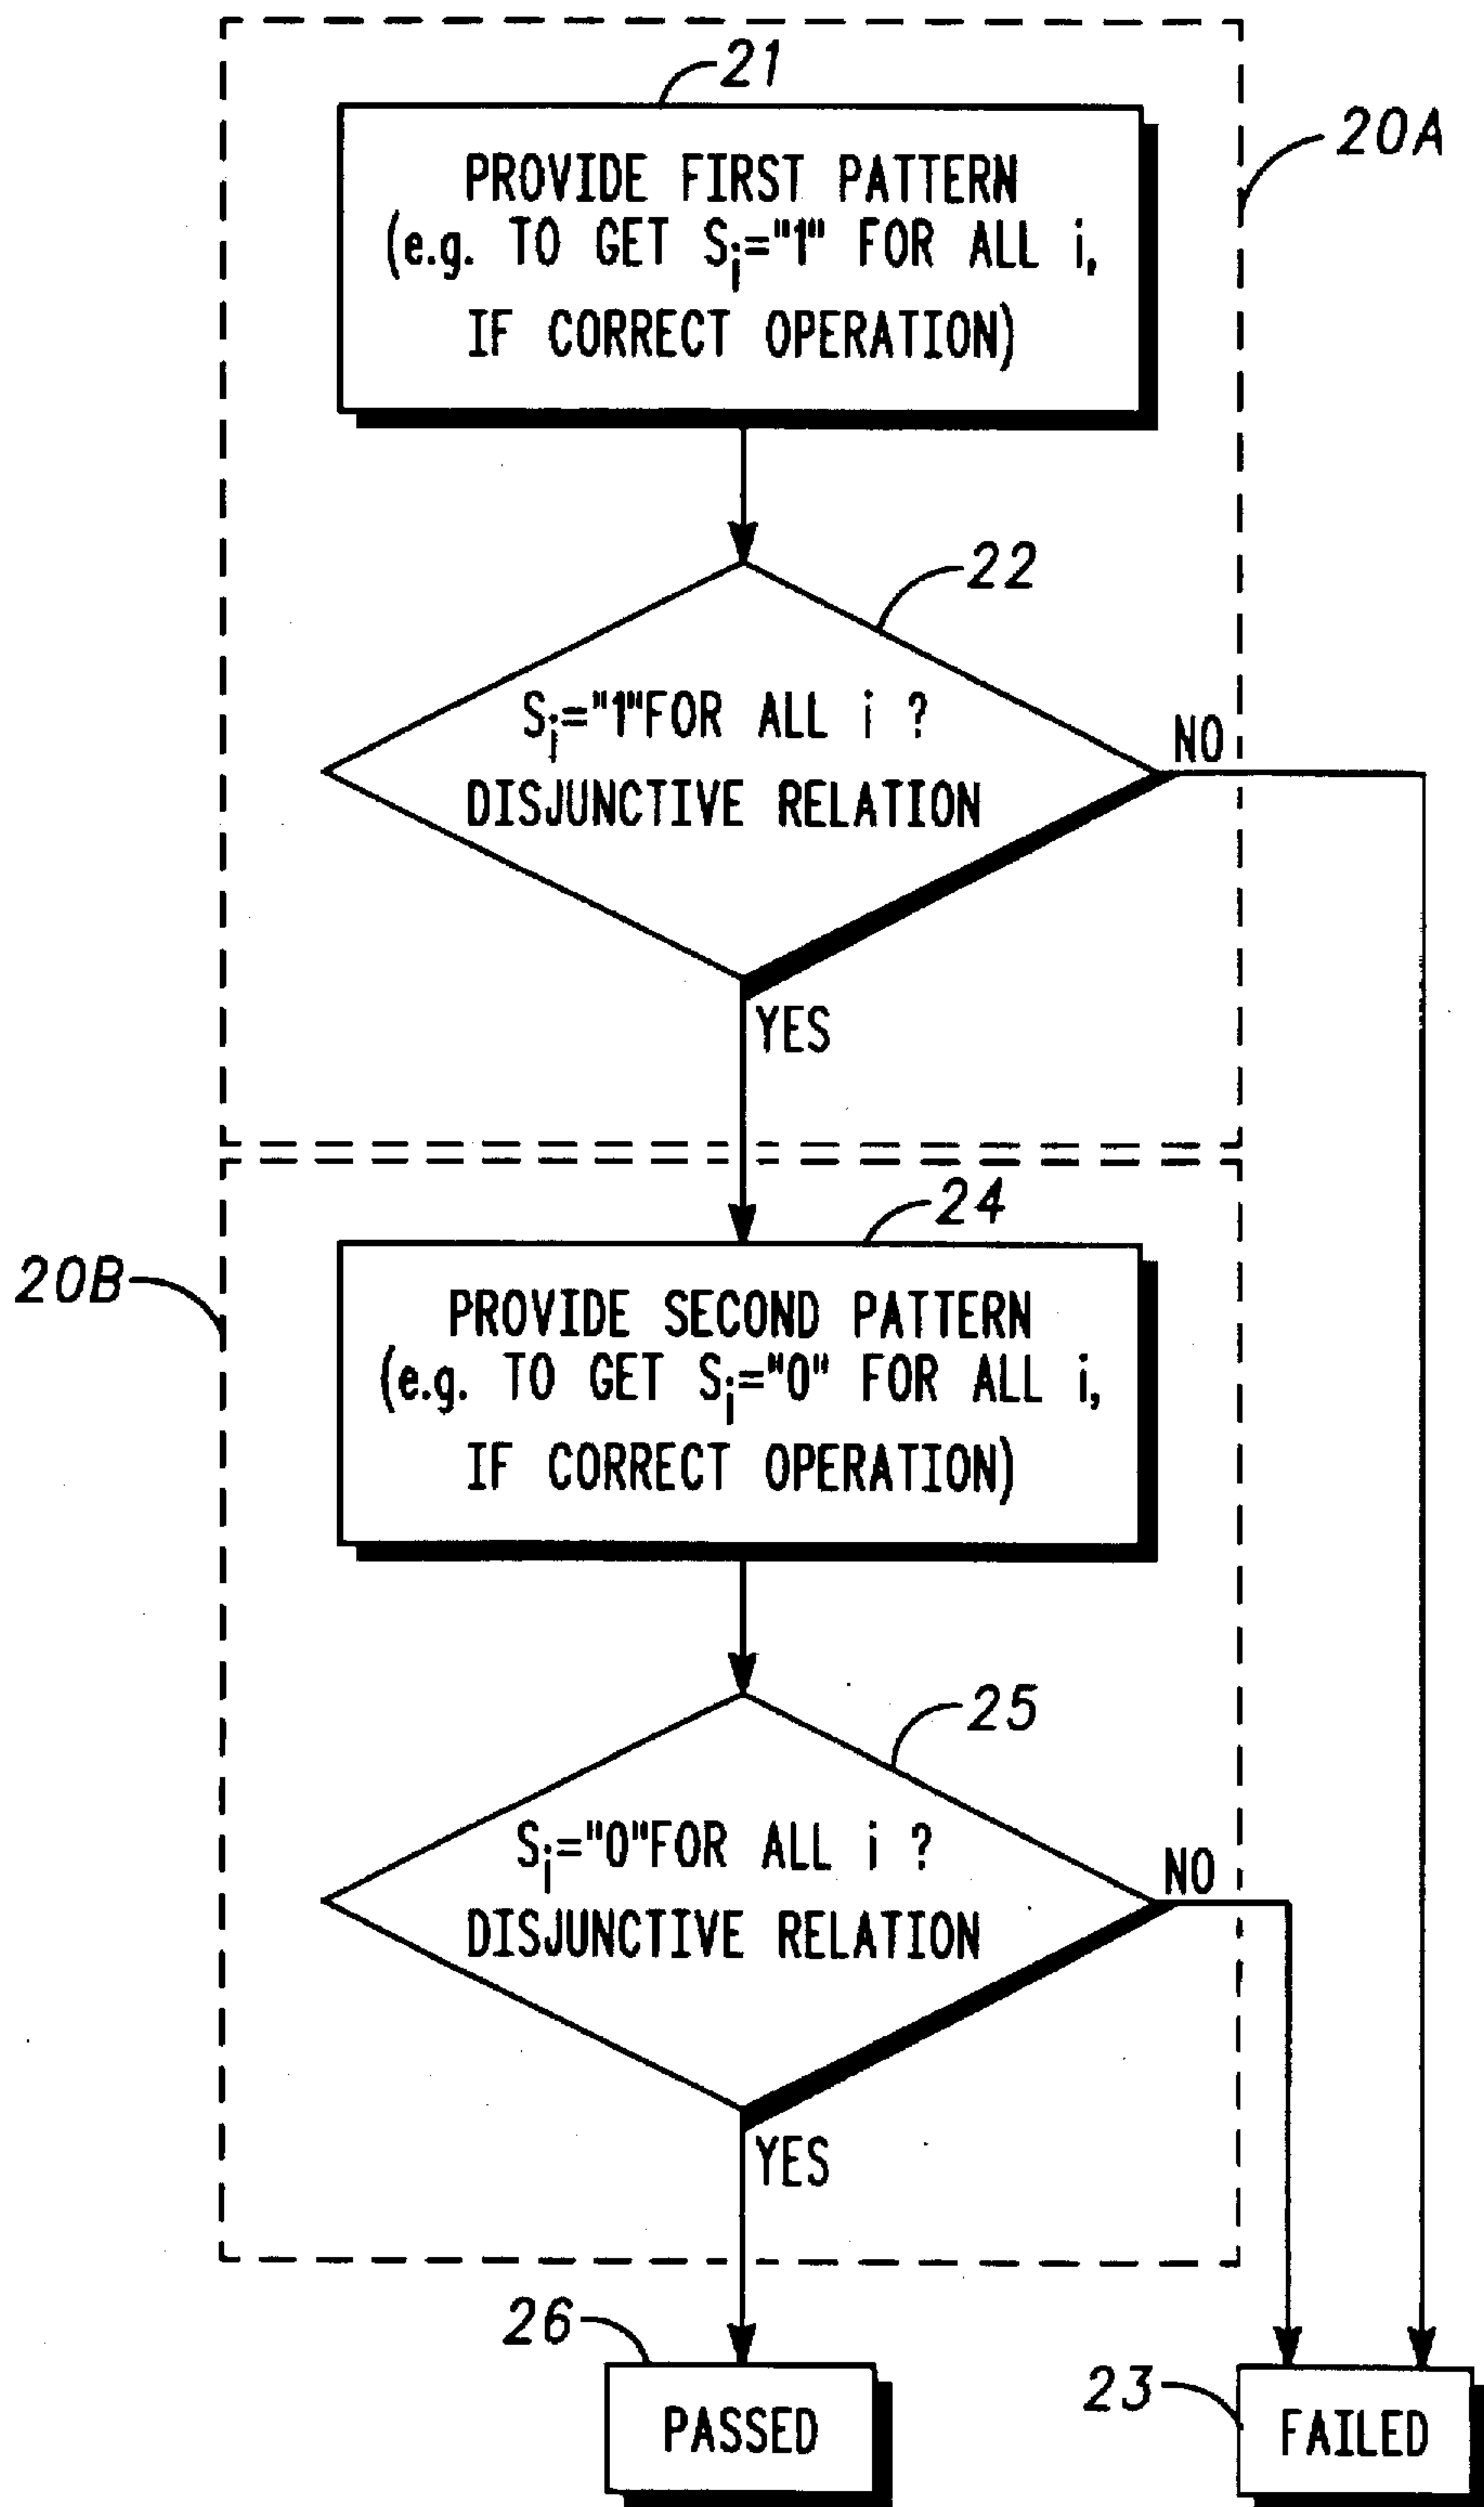 21
20A
PROVIDE FIRST PATTERN
(e.g. TO GET Si="1" FOR ALL i,
IF CORRECT OPERATION)
22
Si="1"FOR ALL i ?
DISJUNCTIVE RELATION
NO
YES
24
20B
PROVIDE SECOND PATTERN
(e.g. TO GET Si="0" FOR ALL i,
IF CORRECT OPERATION)
25
Si="0"FOR ALL i ?
DISJUNCTIVE RELATION
NO
YES
26
PASSED
23
FAILED